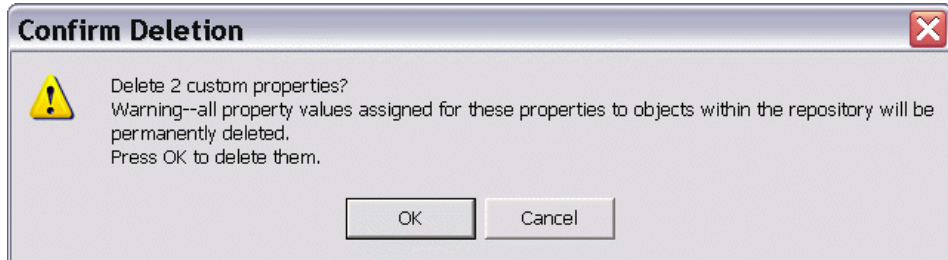 Confirm Deletion
Delete 2 custom properties?
Warning--all property values assigned for these properties to objects within the repository will be
permanently deleted.
Press OK to delete them.
OK
Cancel